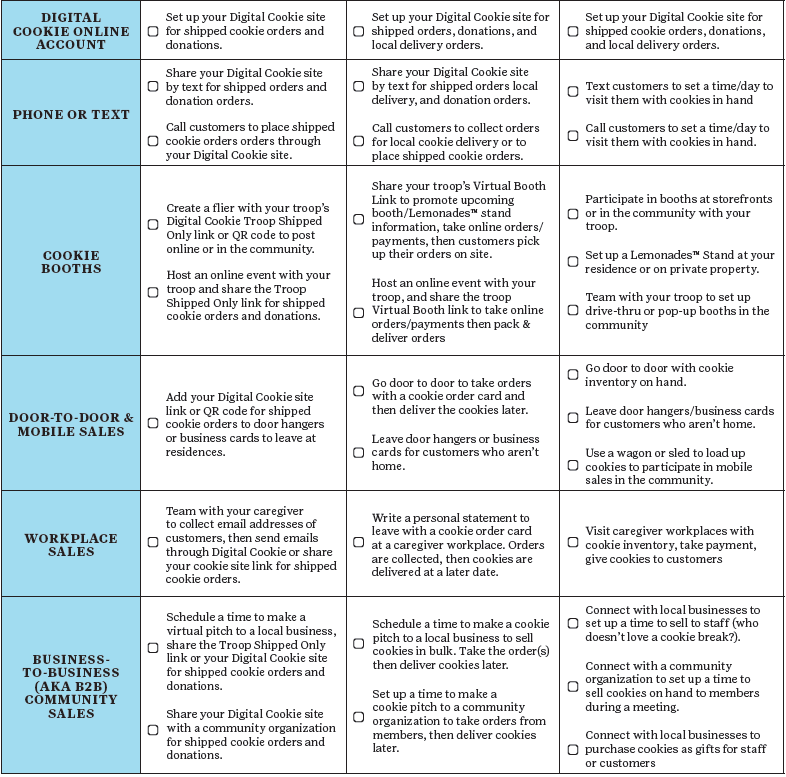 DIGITAL
COOKIE ONLINE
ACCOUNT
Set up your Digital Cookie site
for shipped cookie orders and
donations.
Set up your Digital Cookie site for
shipped orders, donations, and
local delivery orders.
Set up your Digital Cookie site for
shipped cookie orders, donations,
and local delivery orders.
PHONE OR TEXT
Share your Digital Cookie site
by text for shipped orders and
donation orders.
Call customers to place shipped
cookie orders orders through
your Digital Cookie site.
Share your Digital Cookie site
by text for shipped orders local
delivery, and donation orders.
Call customers to collect orders
for local cookie delivery or to
place shipped cookie orders.
Text customers to set a time/day to
visit them with cookies in hand
Call customers to set a time/day to
visit them with cookies in hand.
COOKIE
BOOTHS
Create a flier with your troop's
Digital Cookie Troop Shipped
Only link or QR code to post
online or in the community.
Host an online event with your
troop and share the Troop
Shipped Only link for shipped
cookie orders and donations.
Share your troop's Virtual Booth
Link to promote upcoming
booth/Lemonades™ stand
information, take online orders/
payments, then customers pick
up their orders on site.
Host an online event with your
troop, and share the troop
Virtual Booth link to take online
orders/payments then pack &
deliver orders
Participate in booths at storefronts
or in the community with your
troop.
Set up a Lemonades™ Stand at your
residence or on private property.
Team with your troop to set up
drive-thru or pop-up booths in the
community
DOOR-TO-DOOR &
MOBILE SALES
Add your Digital Cookie site
link or QR code for shipped
cookie orders to door hangers
or business cards to leave at
residences.
Go door to door to take orders
with a cookie order card and
then deliver the cookies later.
Leave door hangers or business
cards for customers who aren't
home.
Go door to door with cookie
inventory on hand.
Leave door hangers/business cards
for customers who aren't home.
Use a wagon or sled to load up
cookies to participate in mobile
sales in the community.
WORKPLACE
SALES
Team with your caregiver
to collect email addresses of
customers, then send emails
through Digital Cookie or share
your cookie site link for shipped
cookie orders.
Write a personal statement to
leave with a cookie order card
at a caregiver workplace. Orders
are collected, then cookies are
delivered at a later date.
Visit caregiver workplaces with
cookie inventory, take payment,
give cookies to customers
BUSINESS-
TO-BUSINESS
(AKA B2B)
COMMUNITY
SALES
Schedule a time to make a
virtual pitch to a local business,
share the Troop Shipped Only
link or your Digital Cookie site
for shipped cookie orders and
donations.
Share your Digital Cookie site
with a community organization
for shipped cookie orders and
donations.
Schedule a time to make a cookie
pitch to a local business to sell
cookies in bulk. Take the order(s)
then deliver cookies later.
Set up a time to make a
cookie pitch to a community
organization to take orders from
members, then deliver cookies
later.
Connect with local businesses to
set up a time to sell to staff (who
doesn't love a cookie break?).
Connect with a community
organization to set up a time to
sell cookies on hand to members
during a meeting.
Connect with local businesses to
purchase cookies as gifts for staff
or customers